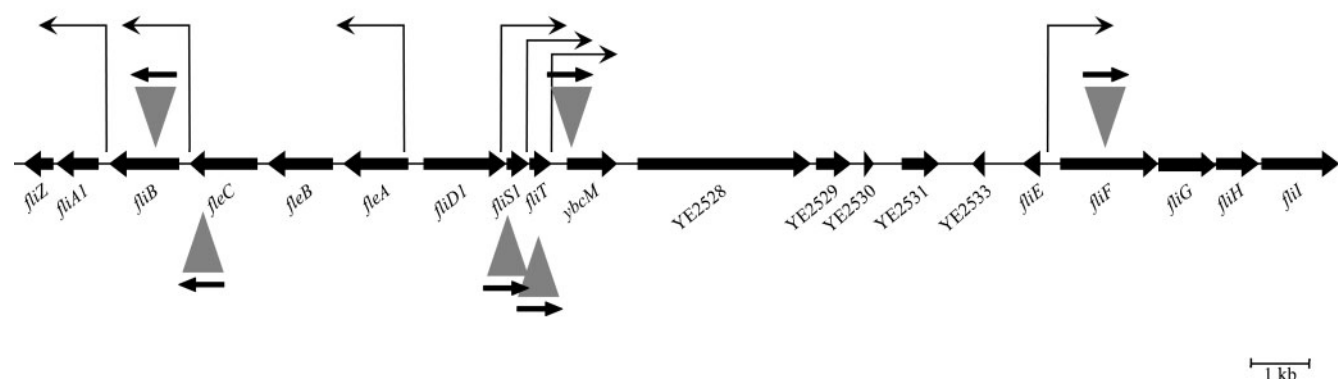 fliZ
fliA1
fliB
fleC
fleB
fleA
fliD1
fliS1
fliT
ybcM
YE2528
YE2529
YE2530
YE2531
YE2533
fliE
fliF
fliG
fliH
fliI
1 kb